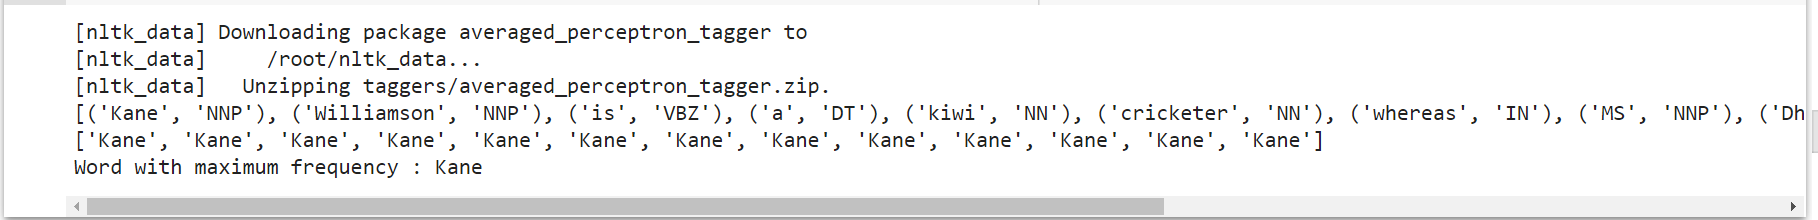 [nltk_data] Downloading package averaged_perceptron_tagger to
[nltk_data]     /root/nltk_data...
[nltk_data]   Unzipping taggers/averaged_perceptron_tagger.zip.
[('Kane', 'NNP'), ('Williamson', 'NNP'), ('is', 'VBZ'), ('a', 'DT'), ('kiwi', 'NN'), ('cricketer', 'NN'), ('whereas', 'IN'), ('MS', 'NNP'), ('Dh
['Kane', 'Kane', 'Kane', 'Kane', 'Kane', 'Kane', 'Kane', 'Kane', 'Kane', 'Kane', 'Kane', 'Kane', 'Kane']
Word with maximum frequency : Kane